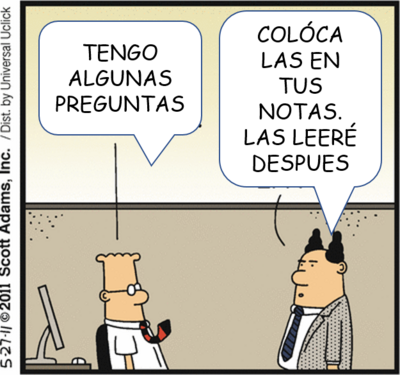 TENGO
ALGUNAS
PREGUNTAS
COLÓCA
LAS EN
TUS
NOTAS.
LAS LEERÉ
DESPUES
5-27-11 © 2011 Scott Adams, Inc. / Dist. by Universal Uclick